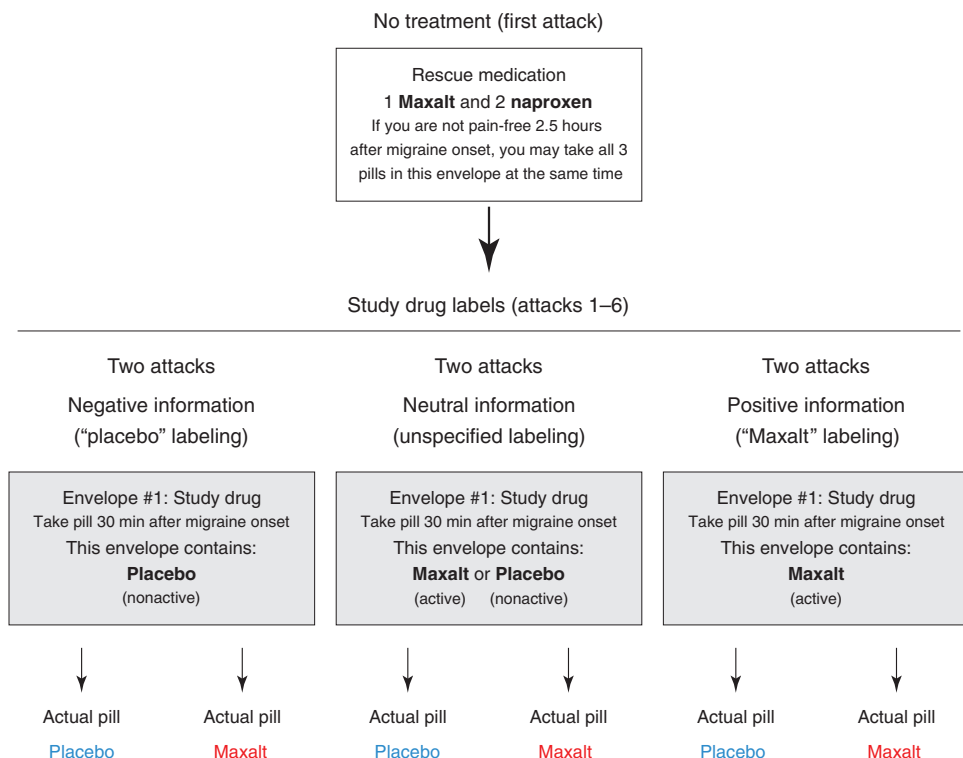 No treatment (first attack)
Rescue medication
1 Maxalt and 2 naproxen
If you are not pain-free 2.5 hours
after migraine onset, you may take all 3
pills in this envelope at the same time
Study drug labels (attacks 1–6)
Two attacks
Negative information
(“placebo” labeling)
Envelope #1: Study drug
Take pill 30 min after migraine onset
This envelope contains:
Placebo
(nonactive)
Actual pill
Placebo
Actual pill
Maxalt
Two attacks
Neutral information
(unspecified labeling)
Envelope #1: Study drug
Take pill 30 min after migraine onset
This envelope contains:
Maxalt or Placebo
(active) (nonactive)
Actual pill
Placebo
Actual pill
Maxalt
Two attacks
Positive information
(“Maxalt” labeling)
Envelope #1: Study drug
Take pill 30 min after migraine onset
This envelope contains:
Maxalt
(active)
Actual pill
Placebo
Actual pill
Maxalt